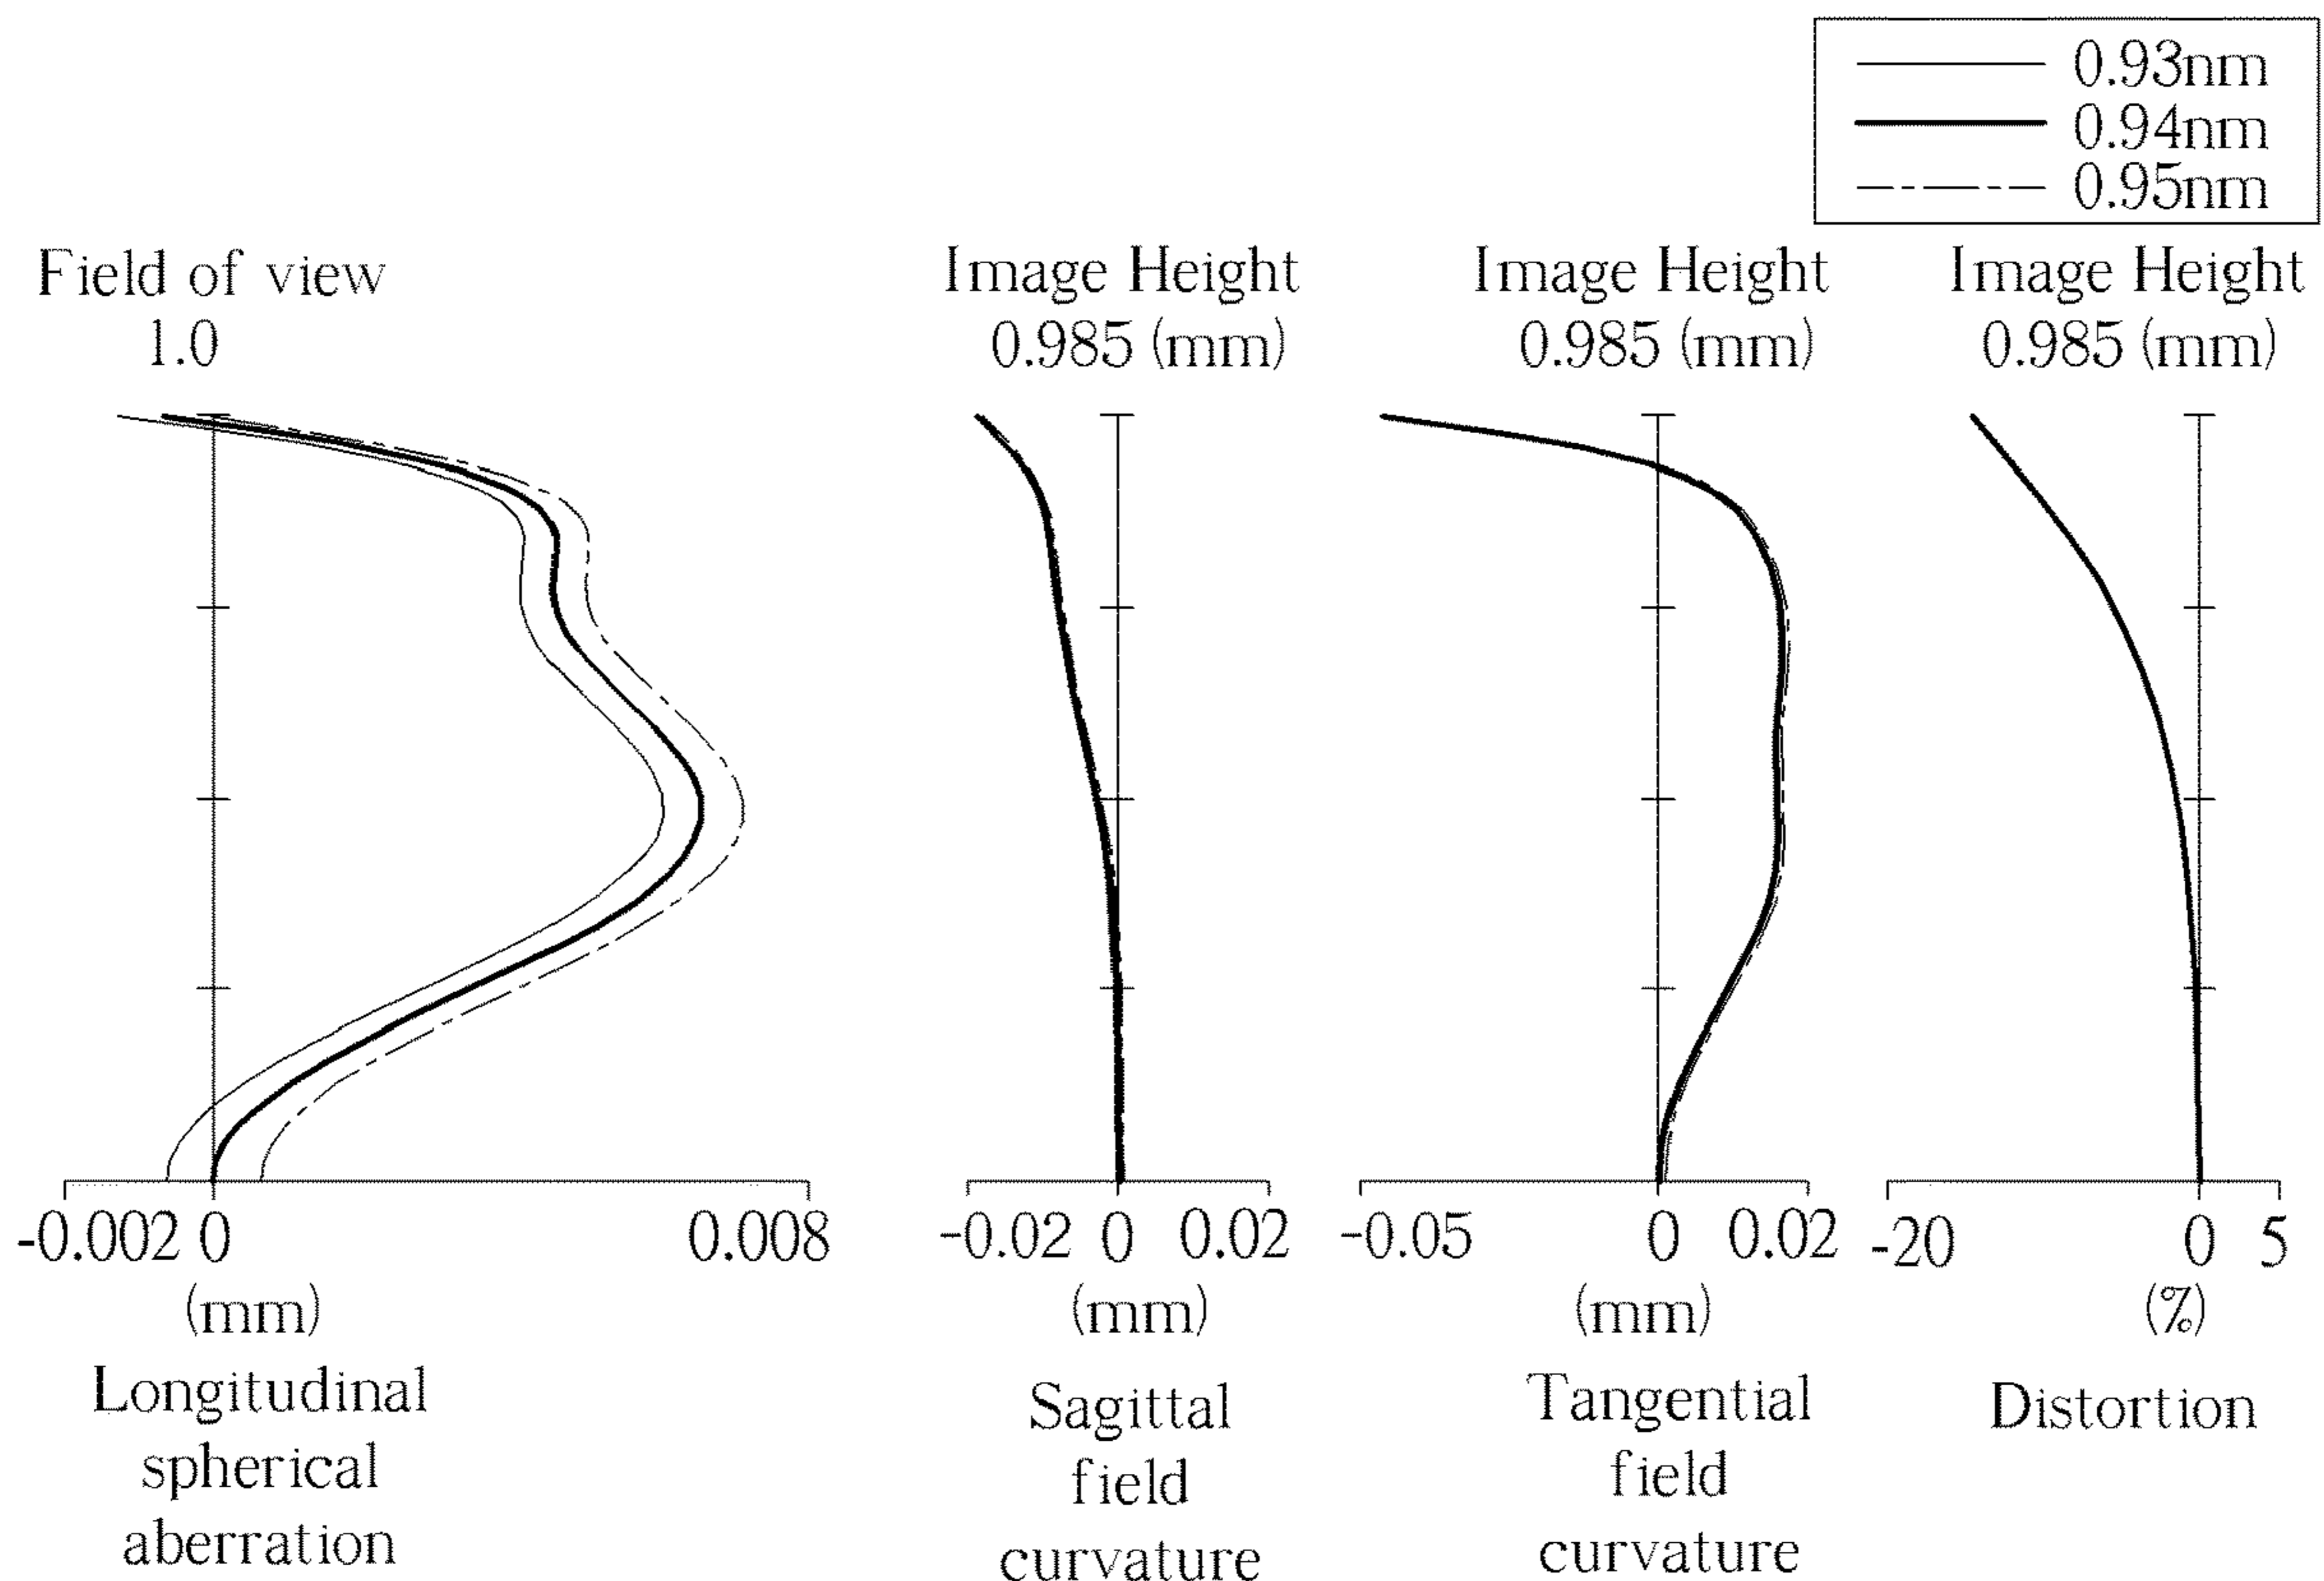 0.93nm
0.94nm
0.95nm
Field of view
1.0
Image Height
0.985 (mm)
Image Height
0.985 (mm)
Image Height
0.985 (mm)
-0.002 0 0.008
(mm)
Longitudinal
spherical
aberration
-0.02 0 0.02
(mm)
Sagittal
field
curvature
-0.05 0 0.02
(mm)
Tangential
field
curvature
-20 0 5
(%)
Distortion